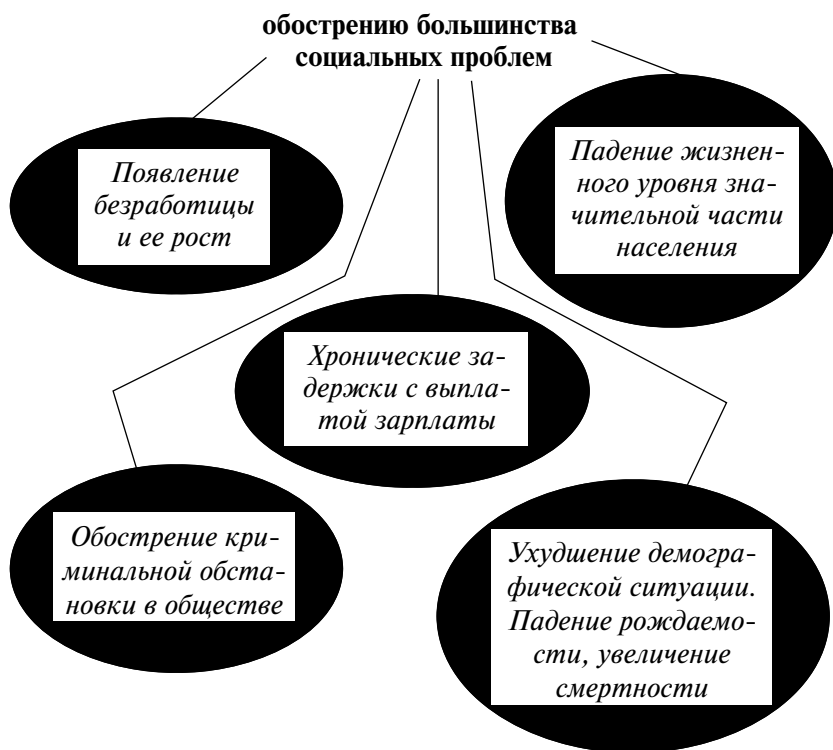 обострению большинства
социальных проблем
Появление
безработицы
и ее рост
Падение жизнен-
ного уровня зна-
чительной части
населения
Хронические за-
держки с выпла-
той зарплаты
Обострение кри-
минальной обста-
новки в обществе
Ухудшение демогра-
фической ситуации.
Падение рождаемо-
сти, увеличение
смертности